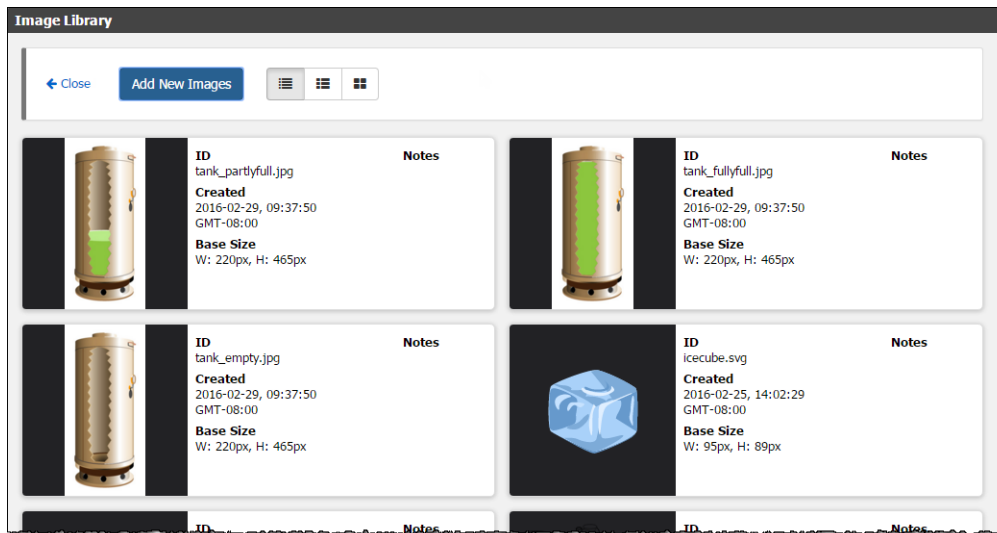 Image Library
Close
Add New Images
ID
tank_partlyfull.jpg
Created
2016-02-29, 09:37:50
GMT-08:00
Base Size
W: 220px, H: 465px
Notes
ID
tank_fullyfull.jpg
Created
2016-02-29, 09:37:50
GMT-08:00
Base Size
W: 220px, H: 465px
Notes
ID
tank_empty.jpg
Created
2016-02-29, 09:37:50
GMT-08:00
Base Size
W: 220px, H: 465px
Notes
ID
icecube.svg
Created
2016-02-25, 14:02:29
GMT-08:00
Base Size
W: 95px, H: 89px
Notes
ID
Notes
ID
Notes